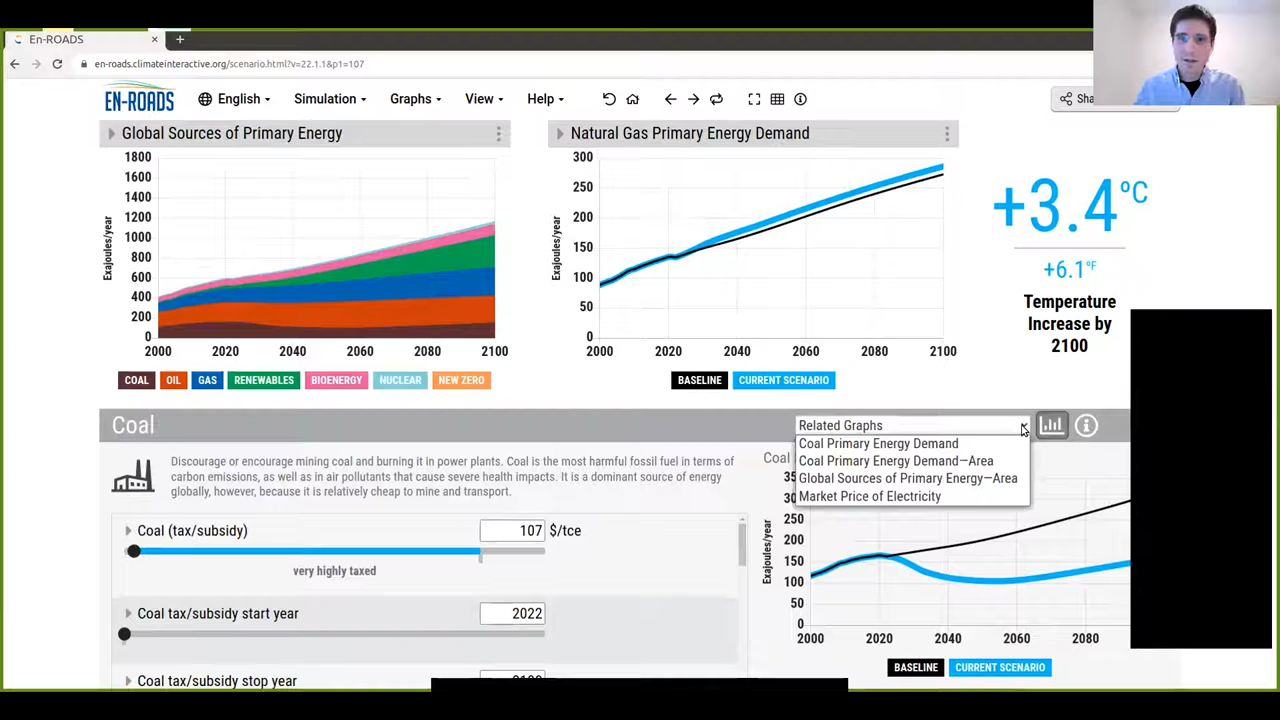 En-ROADS
en-roads.climateinteractive.org/scenario.html?v=22.1.1&p1=107
EN-ROADS
English
Simulation
Graphs
View
Help
Global Sources of Primary Energy
1800
1600
1400
1200
1000
800
600
400
200
0
Exajoules/year
2000 2020 2040 2060 2080 2100
COAL OIL GAS RENEWABLES BIOENERGY NUCLEAR NEW ZERO
Natural Gas Primary Energy Demand
300
250
200
150
100
50
0
Exajoules/year
2000 2020 2040 2060 2080 2100
BASELINE CURRENT SCENARIO
+3.4 ºC
+6.1 ºF
Temperature
Increase by
2100
Coal
Related Graphs
Coal Primary Energy Demand
Coal Primary Energy Demand—Area
Global Sources of Primary Energy—Area
Market Price of Electricity
Discourage or encourage mining coal and burning it in power plants. Coal is the most harmful fossil fuel in terms of
carbon emissions, as well as in air pollutants that cause severe health impacts. It is a dominant source of energy
globally, however, because it is relatively cheap to mine and transport.
Coal (tax/subsidy) 107 $/tce
very highly taxed
Coal tax/subsidy start year 2022
Coal tax/subsidy stop year
Coal
250
200
150
100
50
0
Exajoules/year
2000 2020 2040 2060 2080
BASELINE CURRENT SCENARIO